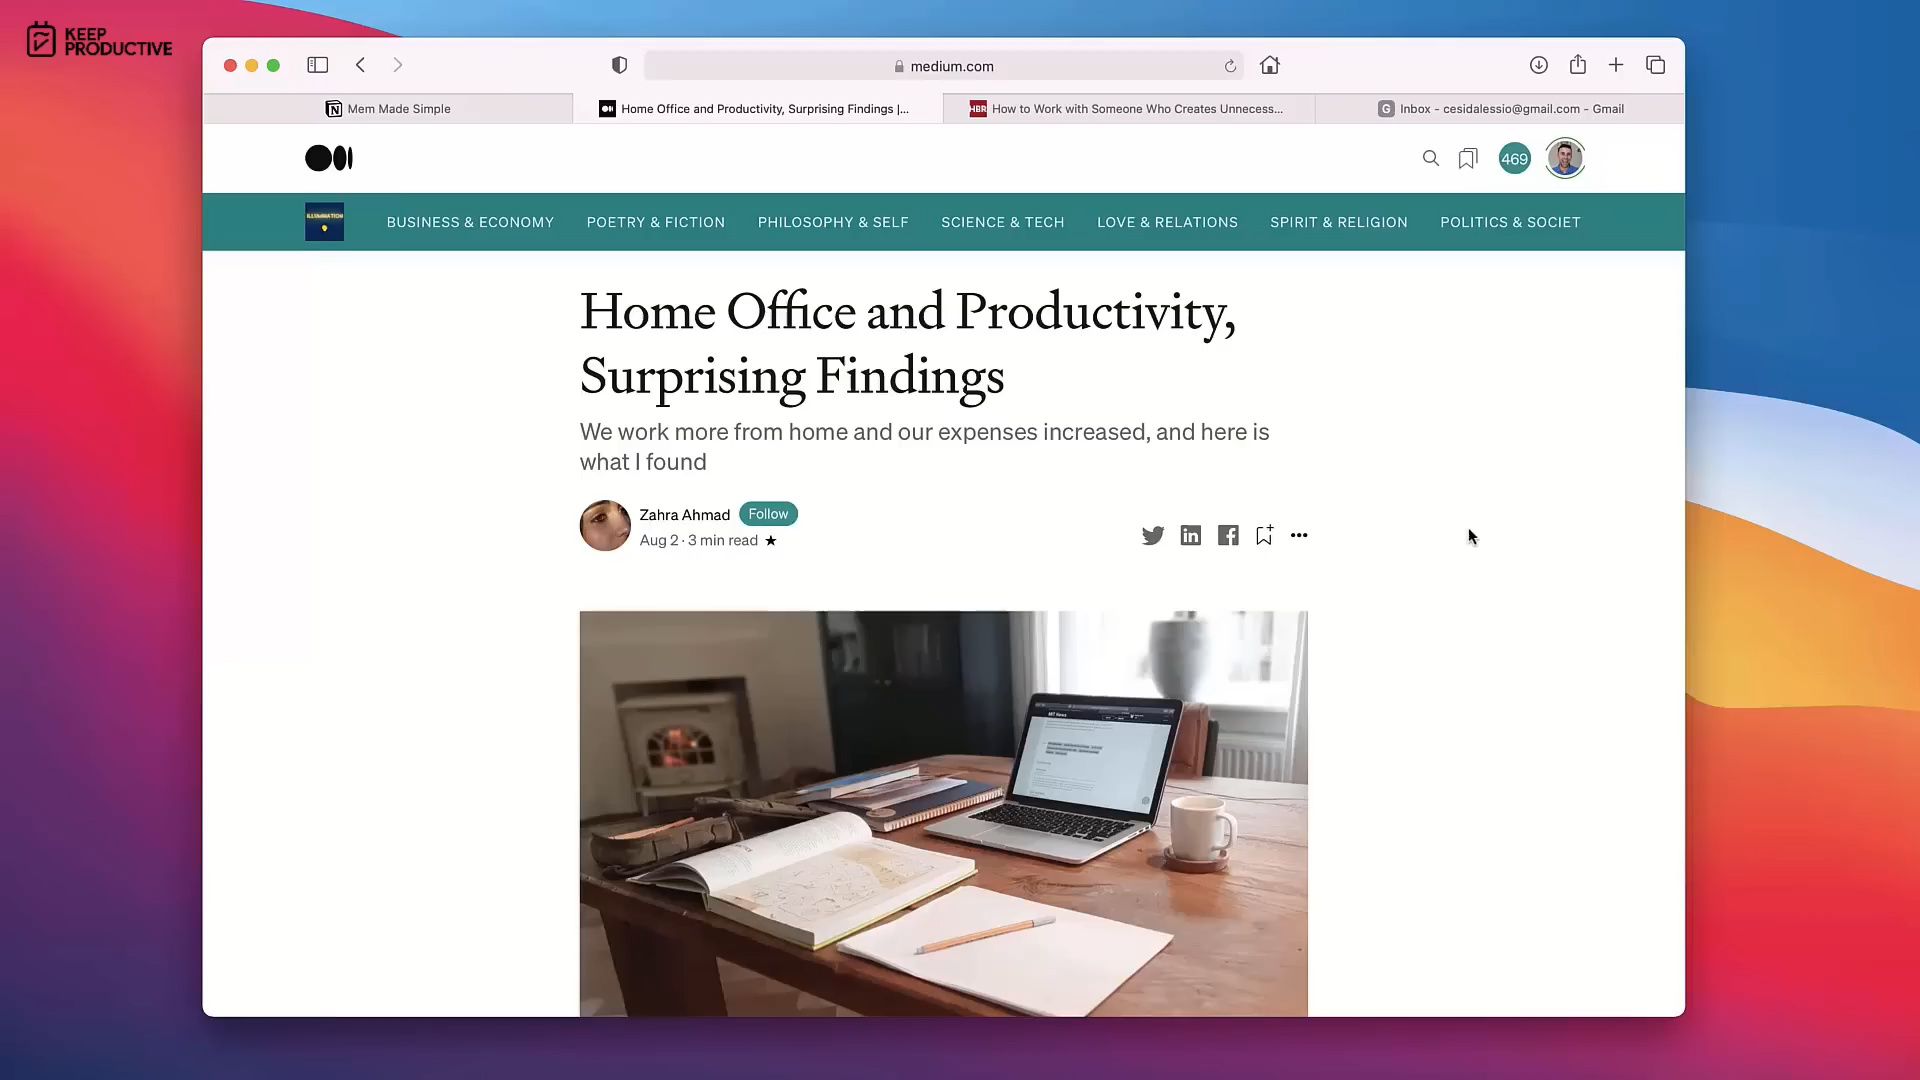 KEEP
PRODUCTIVE
medium.com
Mem Made Simple
Home Office and Productivity, Surprising Findings |...
HBR
How to Work with Someone Who Creates Unnecess...
G
Inbox - cesidalessio@gmail.com - Gmail
469
ILLUMINATION
BUSINESS & ECONOMY
POETRY & FICTION
PHILOSOPHY & SELF
SCIENCE & TECH
LOVE & RELATIONS
SPIRIT & RELIGION
POLITICS & SOCIET
Home Office and Productivity,
Surprising Findings
We work more from home and our expenses increased, and here is
what I found
Zahra Ahmad
Follow
Aug 2 · 3 min read ★